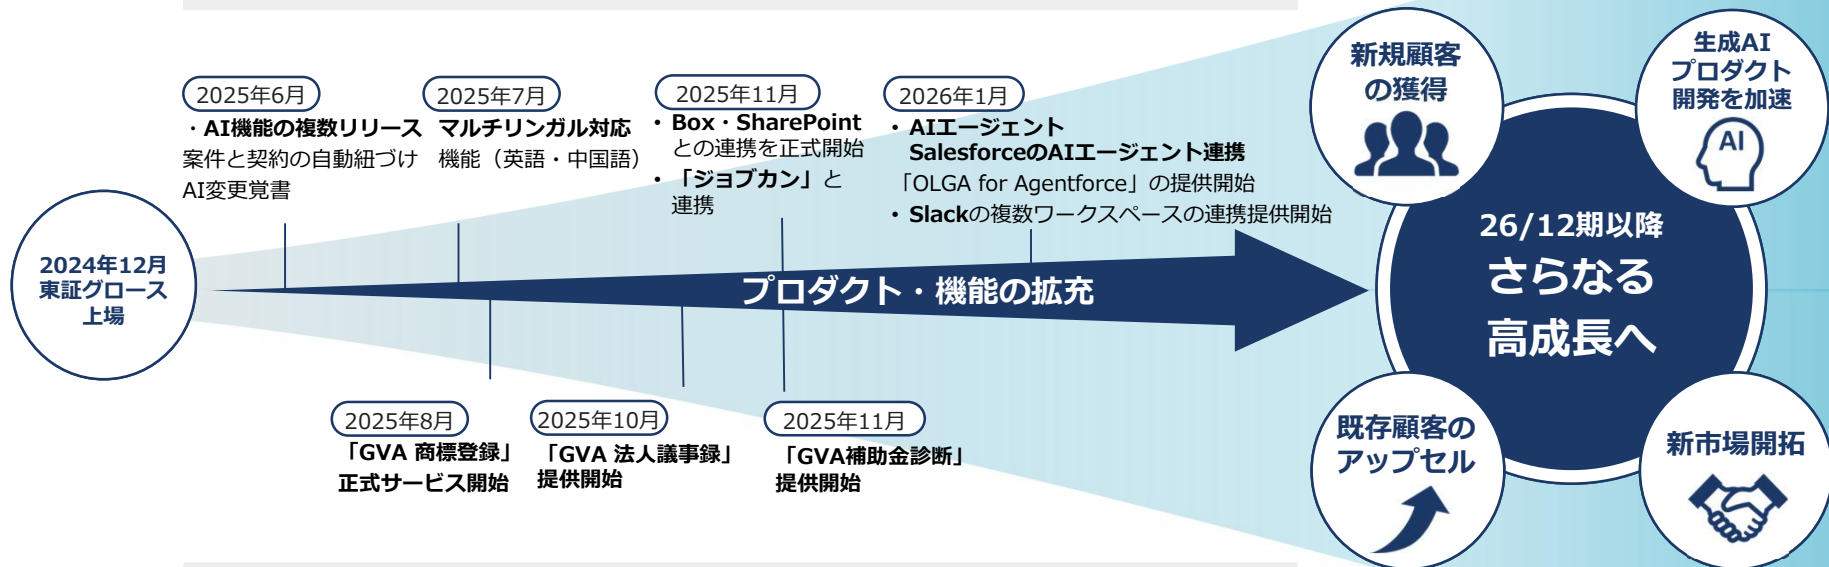 2024年12月
東証グロース
上場
2025年6月
・AI機能の複数リリース
案件と契約の自動紐づけ
AI変更覚書
2025年7月
マルチリンガル対応
機能（英語・中国語）
2025年11月
• Box・SharePoint
との連携を正式開始
• 「ジョブカン」と
連携
2026年1月
• AIエージェント
SalesforceのAIエージェント連携
「OLGA for Agentforce」の提供開始
• Slackの複数ワークスペースの連携提供開始
プロダクト・機能の拡充
2025年8月
「GVA 商標登録」
正式サービス開始
2025年10月
「GVA 法人議事録」
提供開始
2025年11月
「GVA補助金診断」
提供開始
新規顧客
の獲得
生成AI
プロダクト
開発を加速
AI
26/12期以降
さらなる
高成長へ
既存顧客の
アップセル
新市場開拓